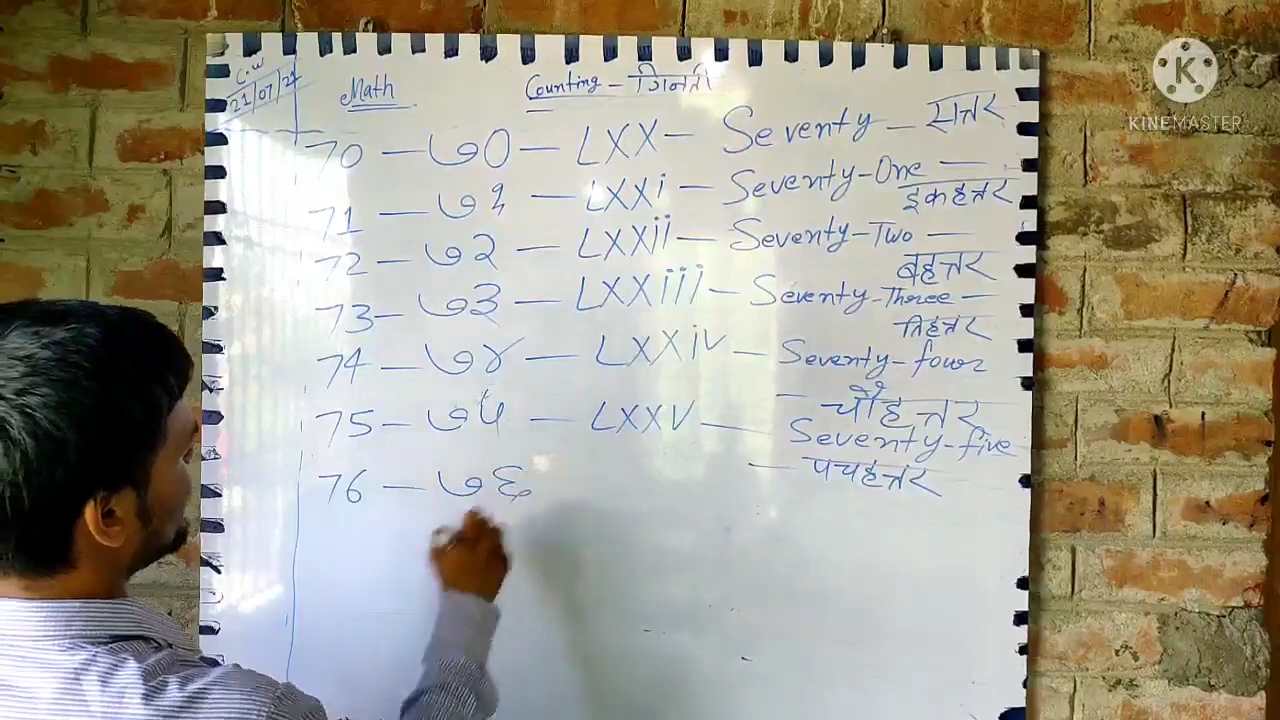 C.W
21/07/21
Math
Counting - गिनती
70 — ७0 — LXX — Seventy — सत्तर
71 — ७१ — LXXi — Seventy-One —
इकहत्तर
72 — ७२ — LXXii — Seventy-Two —
बहत्तर
73 — ७३ — LXXiii — Seventy-Three —
तिहत्तर
74 — ७४ — LXXiv — Seventy-four
— चौहत्तर
75 — ७५ — LXXV — Seventy-five
— पचहत्तर
76 — ७६
K
KINEMASTER